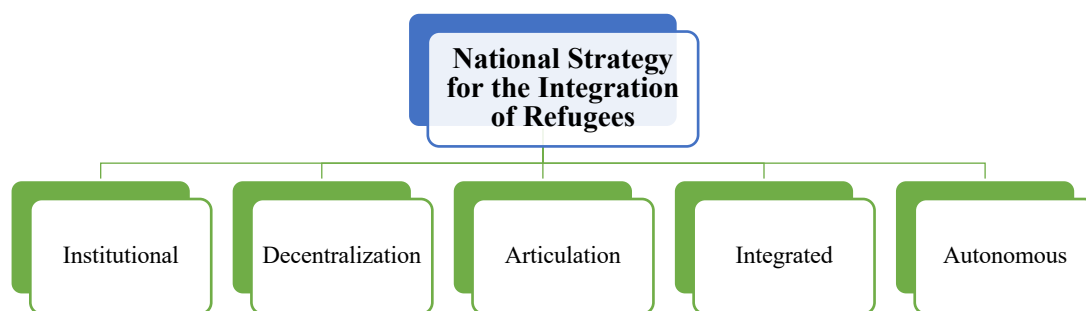 National Strategy
for the Integration
of Refugees
Institutional
Decentralization
Articulation
Integrated
Autonomous